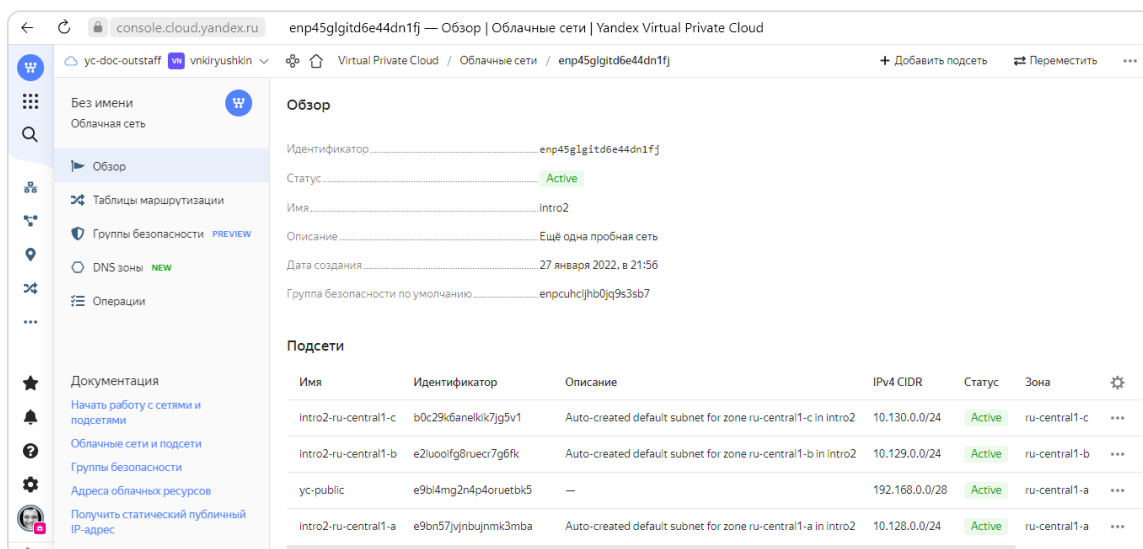 console.cloud.yandex.ru enp45glgitd6e44dn1fj — Обзор | Облачные сети | Yandex Virtual Private Cloud
yc-doc-outstaff VN vnkiryushkin Virtual Private Cloud / Облачные сети / enp45glgitd6e44dn1fj + Добавить подсеть Переместить
Без имени
Облачная сеть
Обзор
Таблицы маршрутизации
Группы безопасности PREVIEW
DNS зоны NEW
Операции
Документация
Начать работу с сетями и
подсетями
Облачные сети и подсети
Группы безопасности
Адреса облачных ресурсов
Получить статический публичный
IP-адрес
Обзор
Идентификатор enp45glgitd6e44dn1fj
Статус Active
Имя intro2
Описание Ещё одна пробная сеть
Дата создания 27 января 2022, в 21:56
Группа безопасности по умолчанию enpcuhcljhb0jq9s3sb7
Подсети
Имя Идентификатор Описание IPv4 CIDR Статус Зона
intro2-ru-central1-c b0c29k6anelkik7jg5v1 Auto-created default subnet for zone ru-central1-c in intro2 10.130.0.0/24 Active ru-central1-c
intro2-ru-central1-b e2luooifg8ruecr7g6fk Auto-created default subnet for zone ru-central1-b in intro2 10.129.0.0/24 Active ru-central1-b
yc-public e9bl4mg2n4p4oruetbk5 — 192.168.0.0/28 Active ru-central1-a
intro2-ru-central1-a e9bn57jvjnbujnmk3mba Auto-created default subnet for zone ru-central1-a in intro2 10.128.0.0/24 Active ru-central1-a